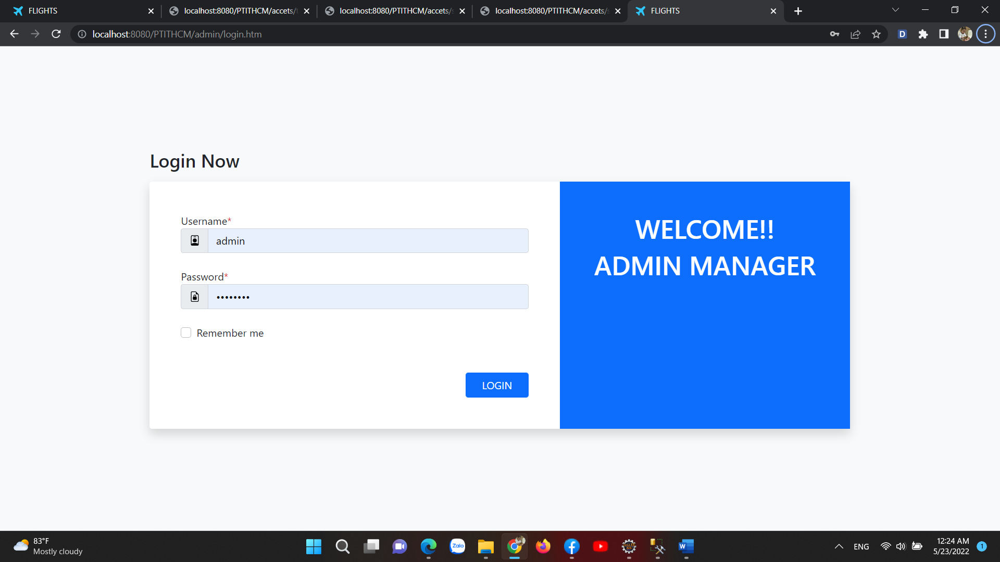 FLIGHTS
localhost:8080/PTITHCM/accets/
localhost:8080/PTITHCM/accets/
localhost:8080/PTITHCM/accets/
FLIGHTS
localhost:8080/PTITHCM/admin/login.htm
D
Login Now
Username*
admin
Password*
••••••••
Remember me
LOGIN
WELCOME!!
ADMIN MANAGER
83°F
Mostly cloudy
Zalo
W
ENG
12:24 AM
5/23/2022
1